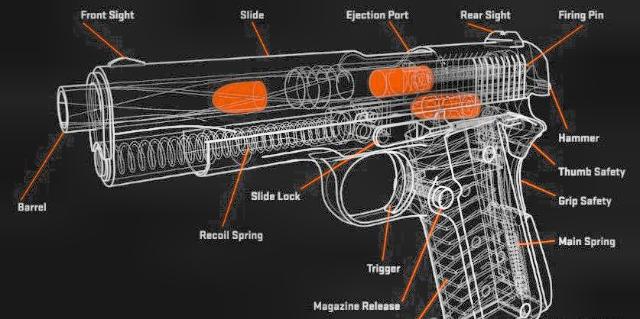 Front Sight
Slide
Ejection Port
Rear Sight
Firing Pin
Hammer
Thumb Safety
Grip Safety
Main Spring
Barrel
Slide Lock
Recoil Spring
Trigger
Magazine Release